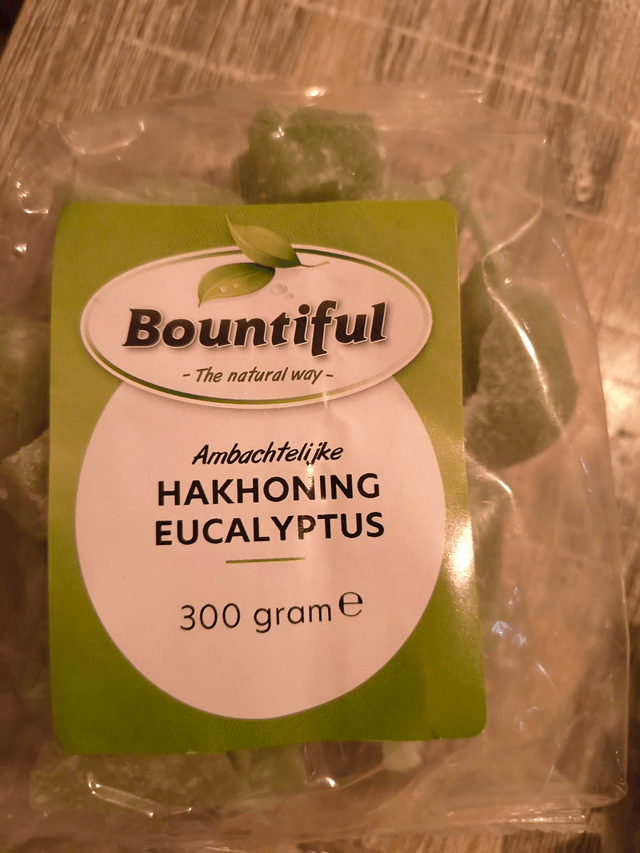 Bountiful
- The natural way -
Ambachtelijke
HAKHONING
EUCALYPTUS
300 gram ℮